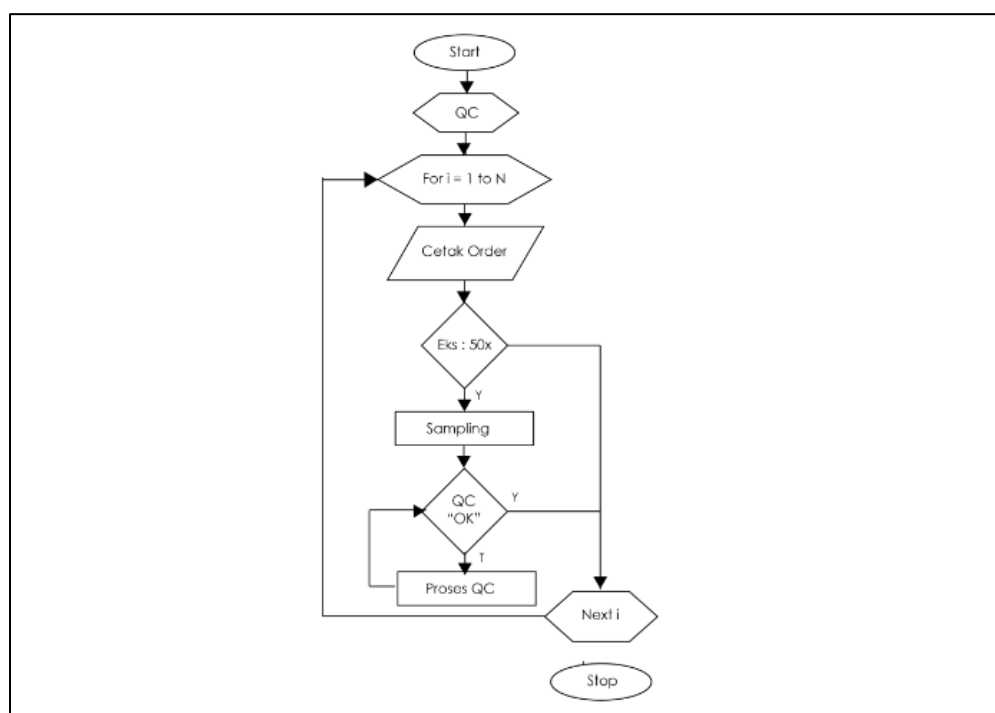 Start
QC
For i = 1 to N
Cetak Order
Eks : 50x
Y
Sampling
QC
"OK"
Y
T
Proses QC
Next i
Stop